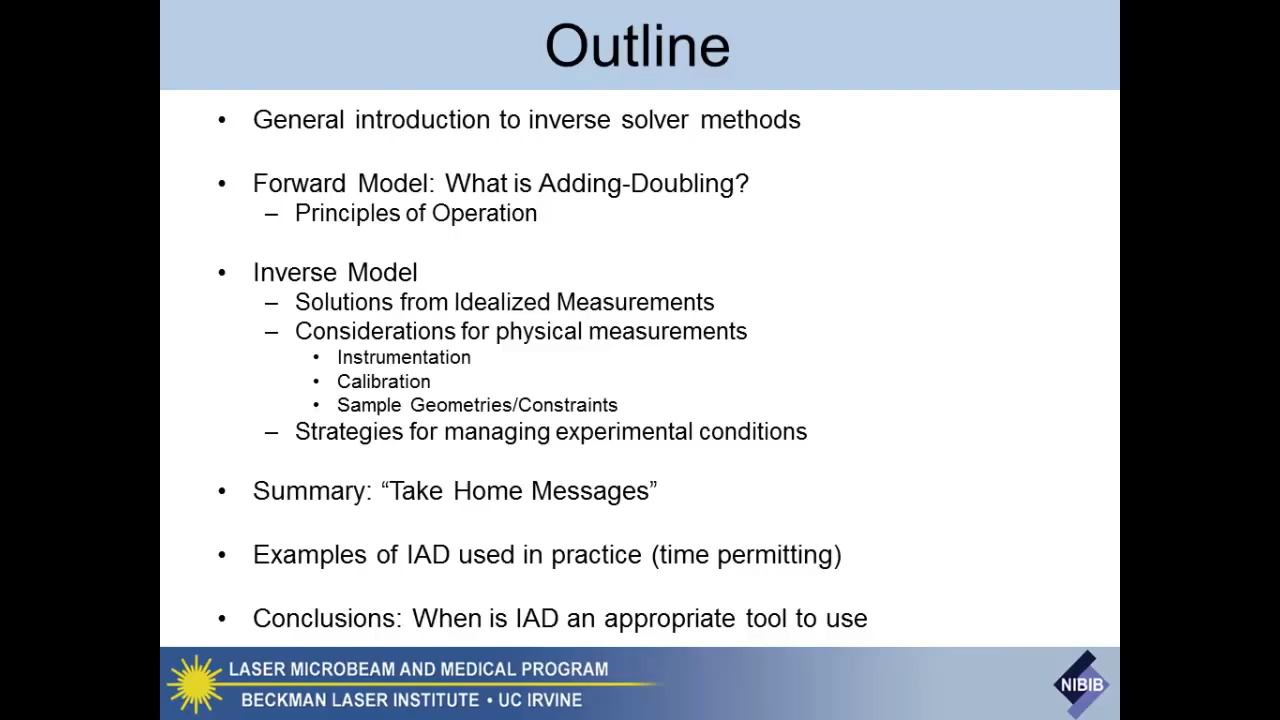 Outline
• General introduction to inverse solver methods
• Forward Model: What is Adding-Doubling?
– Principles of Operation
• Inverse Model
– Solutions from Idealized Measurements
– Considerations for physical measurements
• Instrumentation
• Calibration
• Sample Geometries/Constraints
– Strategies for managing experimental conditions
• Summary: “Take Home Messages”
• Examples of IAD used in practice (time permitting)
• Conclusions: When is IAD an appropriate tool to use
LASER MICROBEAM AND MEDICAL PROGRAM
BECKMAN LASER INSTITUTE • UC IRVINE
NIBIB